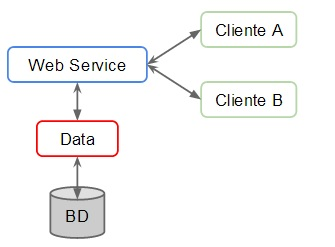 Cliente A
Web Service
Cliente B
Data
BD